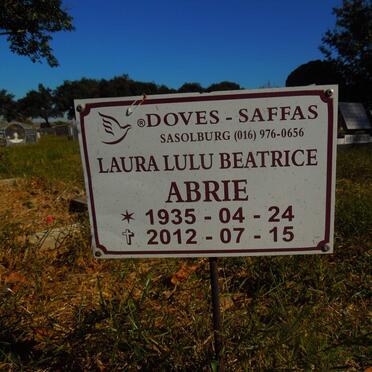 ® DOVES - SAFFAS
SASOLBURG (016) 976-0656
LAURA LULU BEATRICE
ABRIE
1935 - 04 - 24
2012 - 07 - 15